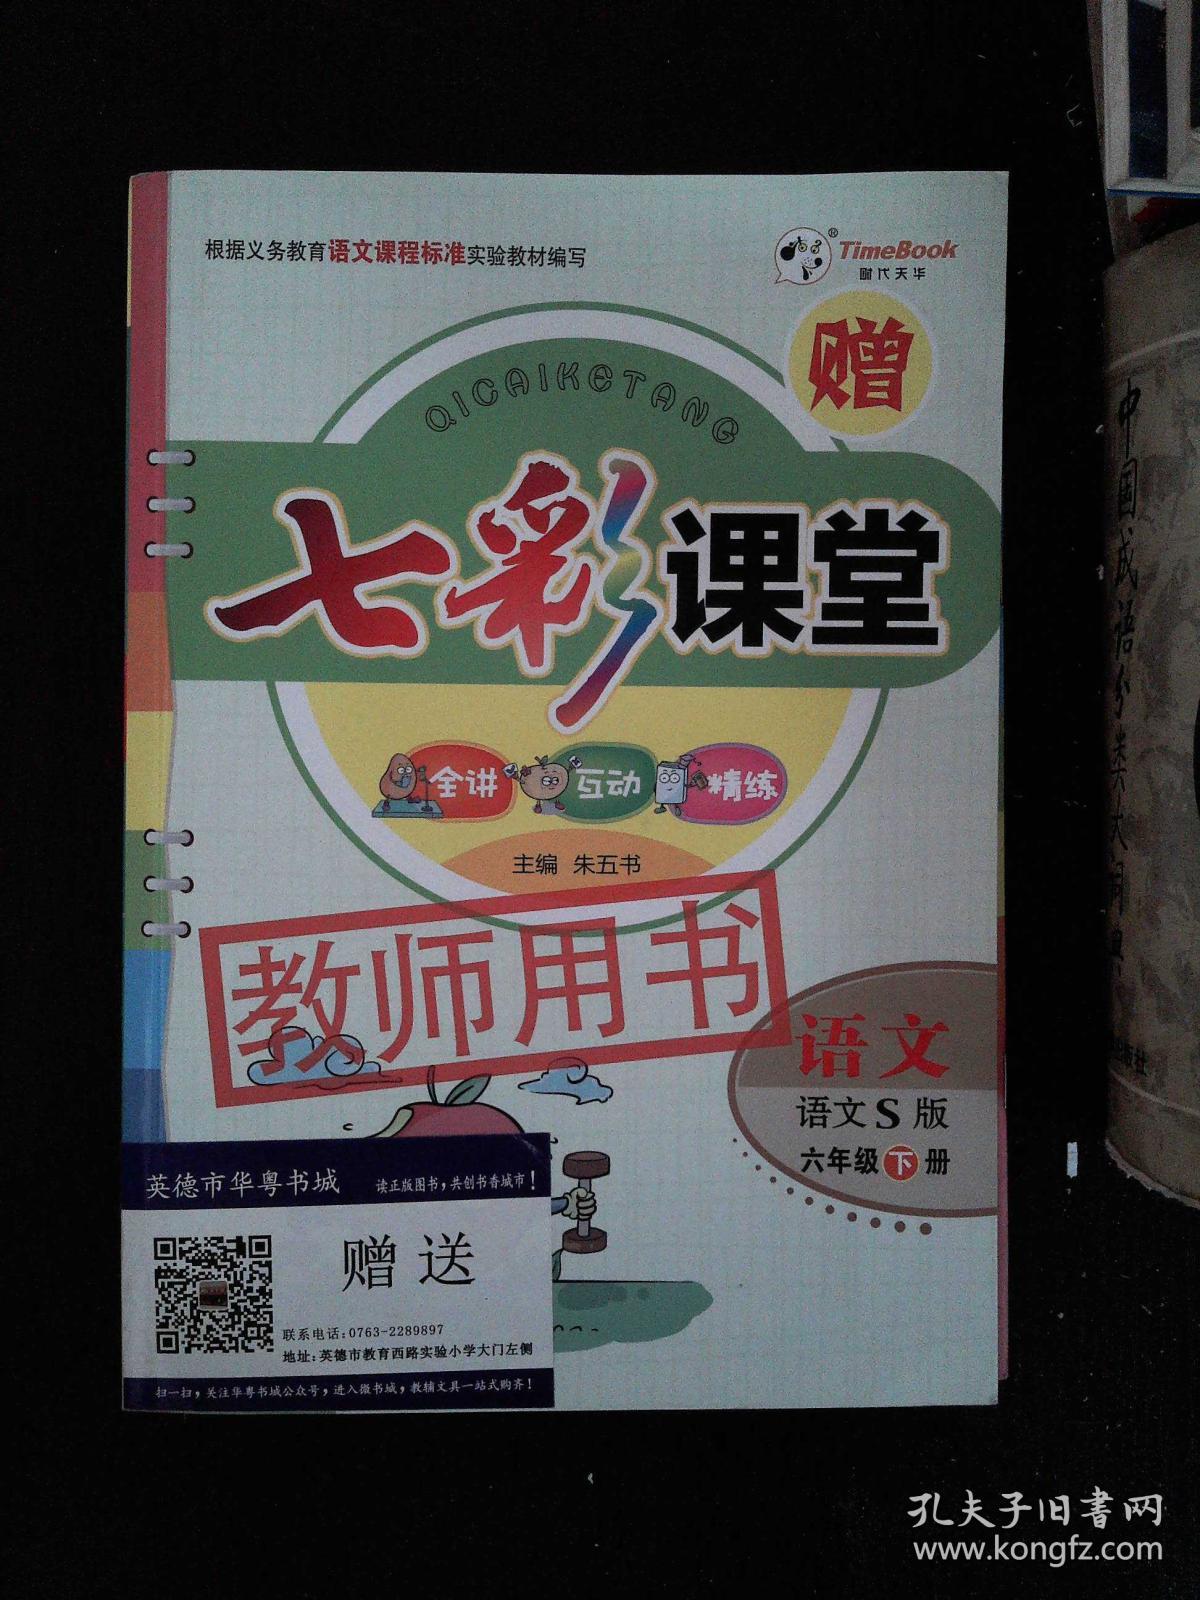 根据义务教育语文课程标准实验教材编写
TimeBook
时代天华
赠
QICAIKETANG
七彩课堂
全讲 互动 精练
主编 朱五书
教师用书
语文
语文S版
六年级下册
英德市华粤书城 读正版图书，共创书香城市！
赠送
联系电话：0763-2289897
地址：英德市教育西路实验小学大门左侧
扫一扫，关注华粤书城公众号，进入微书城，教辅文具一站式购齐！
中国成语分类大词典
出版社
孔夫子旧书网
www.kongfz.com